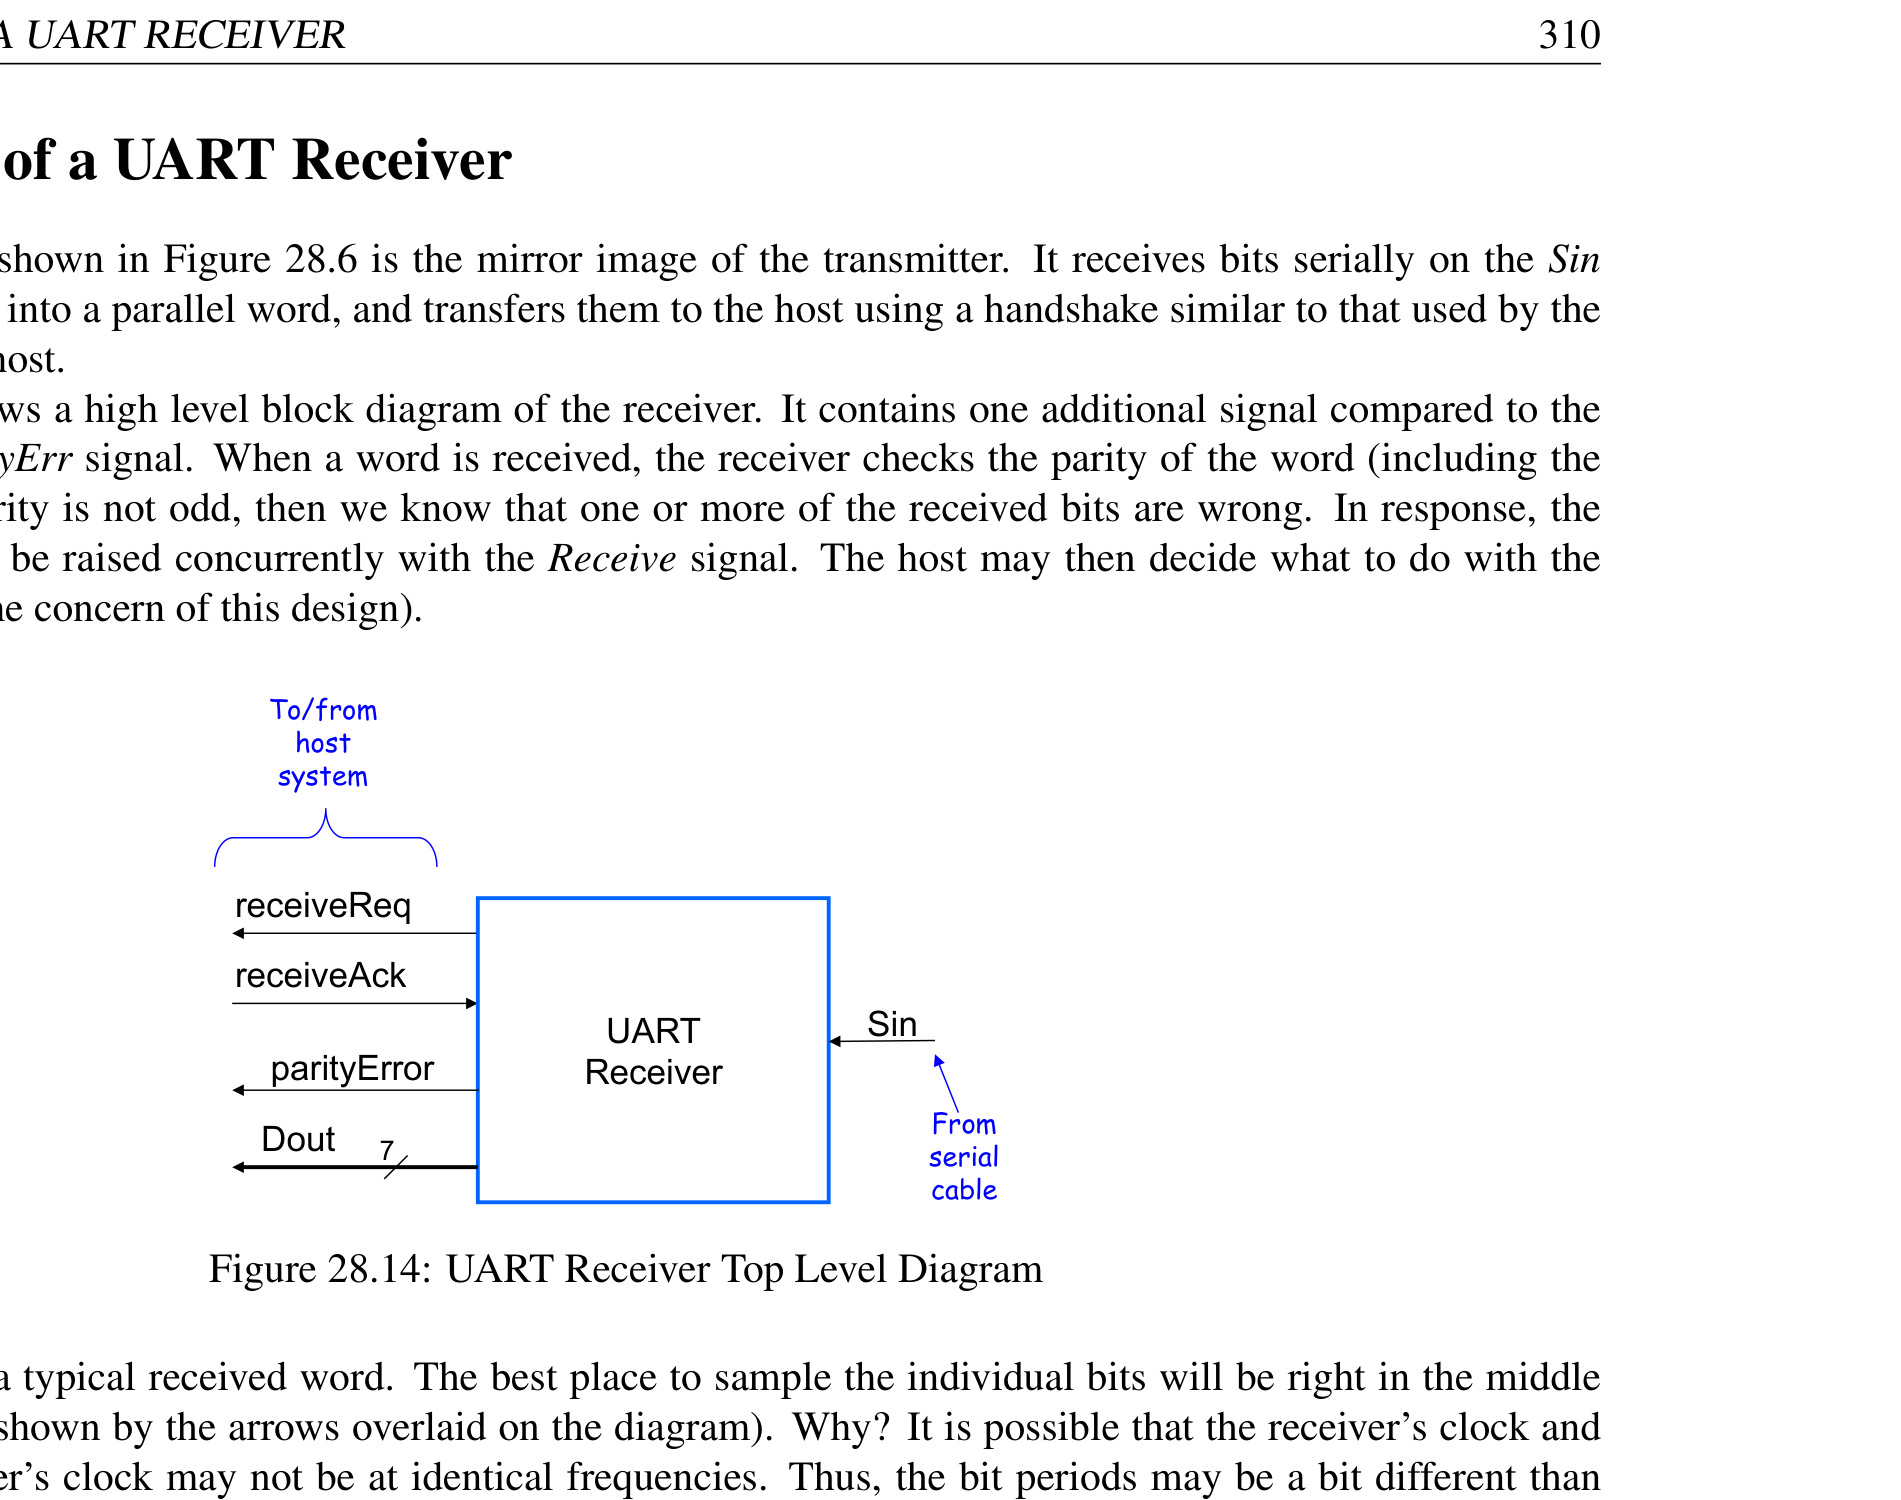 A UART RECEIVER 310
of a UART Receiver
shown in Figure 28.6 is the mirror image of the transmitter. It receives bits serially on the Sin
into a parallel word, and transfers them to the host using a handshake similar to that used by the
host.
ws a high level block diagram of the receiver. It contains one additional signal compared to the
yErr signal. When a word is received, the receiver checks the parity of the word (including the
rity is not odd, then we know that one or more of the received bits are wrong. In response, the
be raised concurrently with the Receive signal. The host may then decide what to do with the
he concern of this design).
To/from
host
system
receiveReq
receiveAck
parityError
Dout 7
UART
Receiver
Sin
From
serial
cable
Figure 28.14: UART Receiver Top Level Diagram
a typical received word. The best place to sample the individual bits will be right in the middle
shown by the arrows overlaid on the diagram). Why? It is possible that the receiver's clock and
er's clock may not be at identical frequencies. Thus, the bit periods may be a bit different than